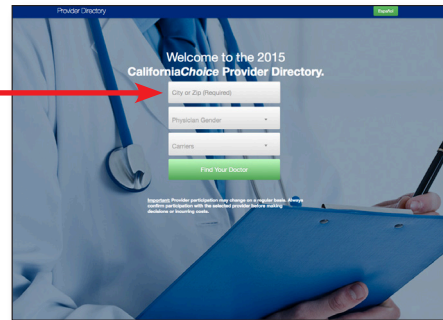 Provider Directory
Español
Welcome to the 2015
CaliforniaChoice Provider Directory.
City or Zip (Required)
Physician Gender
Carriers
Find Your Doctor
Important: Provider participation may change on a regular basis. Always
confirm participation with the selected provider before making
decisions or incurring costs.